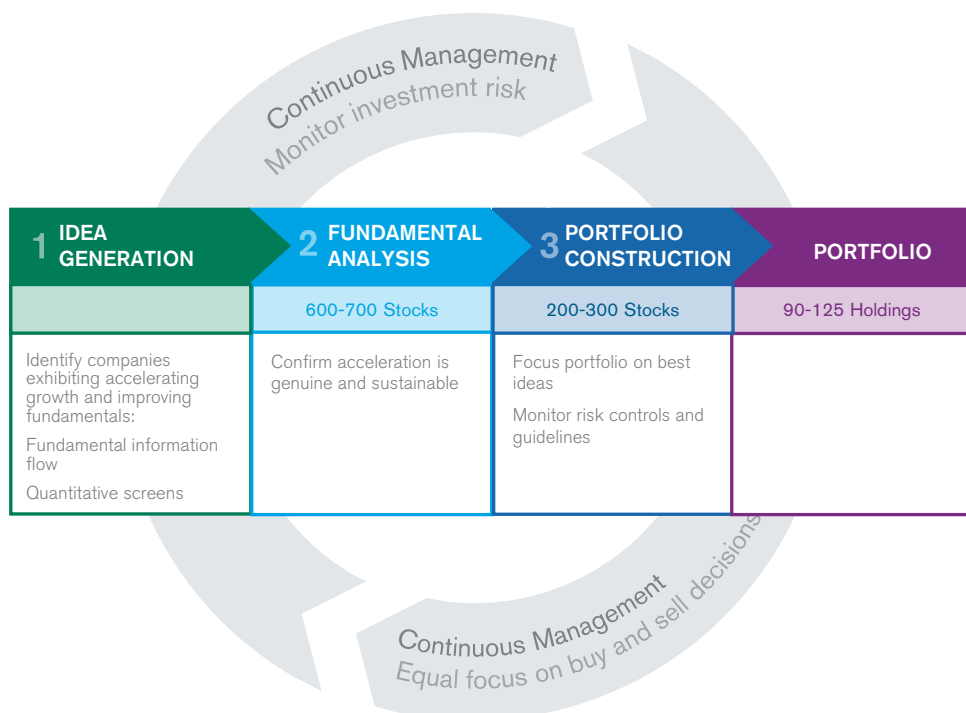 Continuous Management
Monitor investment risk
1 IDEA
GENERATION
2 FUNDAMENTAL
ANALYSIS
3 PORTFOLIO
CONSTRUCTION
PORTFOLIO
600-700 Stocks
200-300 Stocks
90-125 Holdings
Identify companies
exhibiting accelerating
growth and improving
fundamentals:
Fundamental information
flow
Quantitative screens
Confirm acceleration is
genuine and sustainable
Focus portfolio on best
ideas
Monitor risk controls and
guidelines
Continuous Management
Equal focus on buy and sell decisions